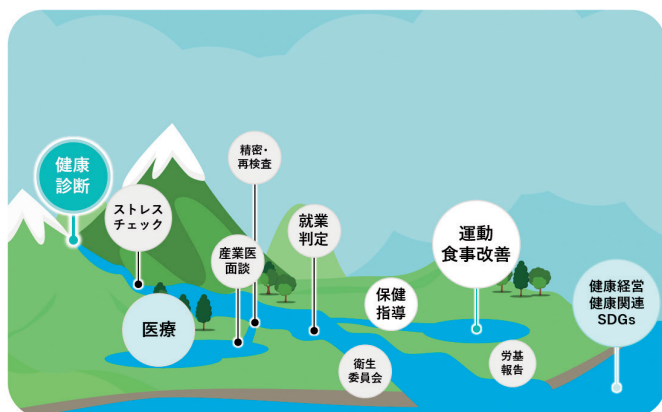 健康
診断
ストレス
チェック
精密・
再検査
産業医
面談
就業
判定
医療
保健
指導
運動
食事改善
衛生
委員会
労基
報告
健康経営
健康関連
SDGs